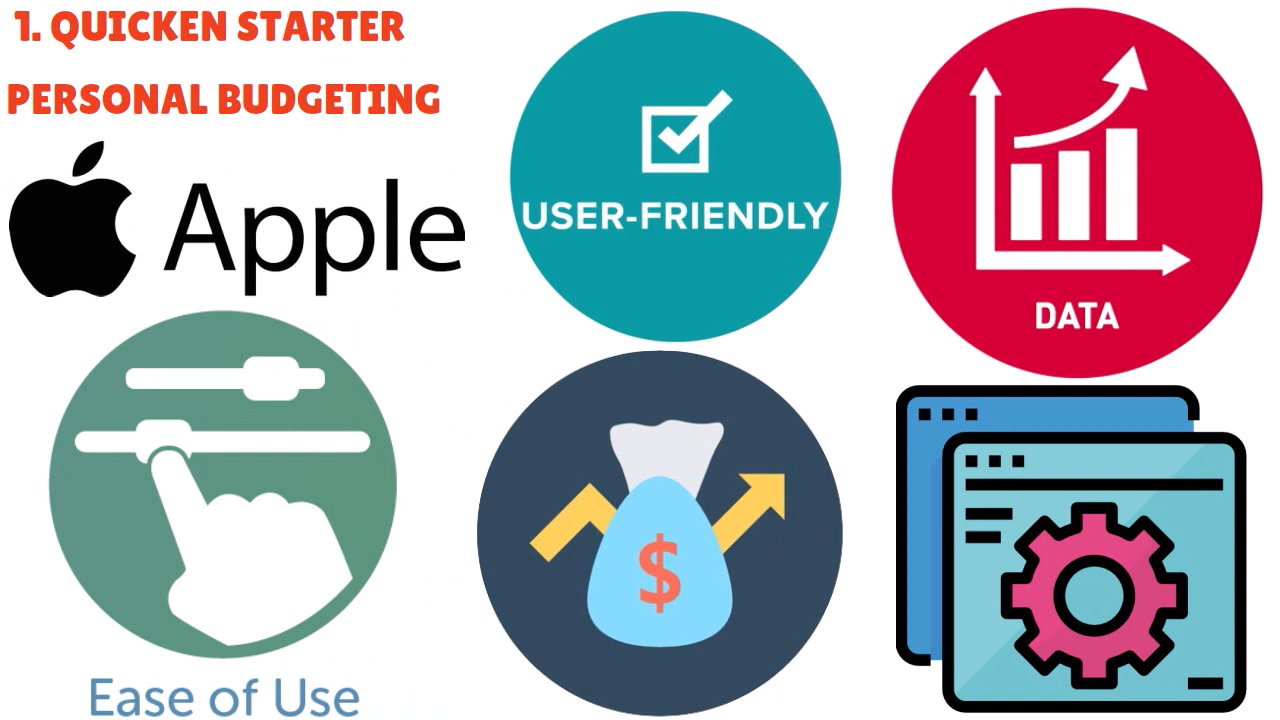 1. QUICKEN STARTER
PERSONAL BUDGETING
Apple
USER-FRIENDLY
DATA
$
Ease of Use